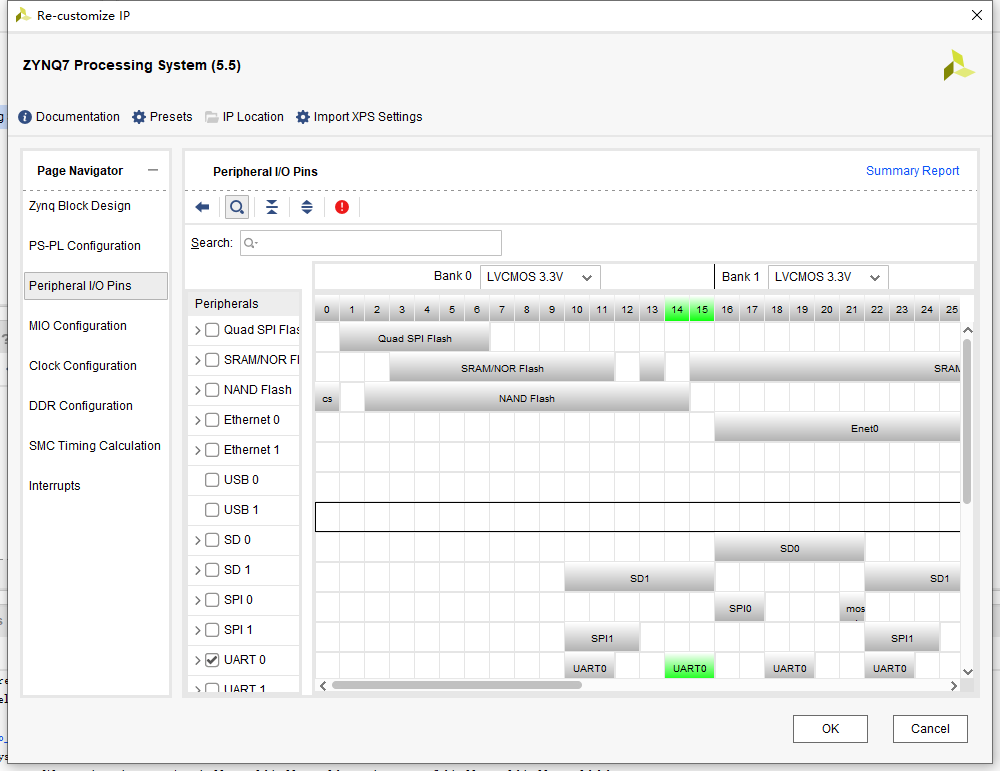 Re-customize IP
ZYNQ7 Processing System (5.5)
Documentation Presets IP Location Import XPS Settings
Page Navigator
Zynq Block Design
PS-PL Configuration
Peripheral I/O Pins
MIO Configuration
Clock Configuration
DDR Configuration
SMC Timing Calculation
Interrupts
Peripheral I/O Pins Summary Report
Search:
Bank 0 LVCMOS 3.3V Bank 1 LVCMOS 3.3V
Peripherals 0 1 2 3 4 5 6 7 8 9 10 11 12 13 14 15 16 17 18 19 20 21 22 23 24 25
Quad SPI Flas Quad SPI Flash
SRAM/NOR Fl SRAM/NOR Flash SRAM
NAND Flash cs NAND Flash
Ethernet 0 Enet0
Ethernet 1
USB 0
USB 1
SD 0 SD0
SD 1 SD1 SD1
SPI 0 SPI0 mos
SPI 1 SPI1 SPI1
UART 0 UART0 UART0 UART0 UART0
UART 1
OK Cancel